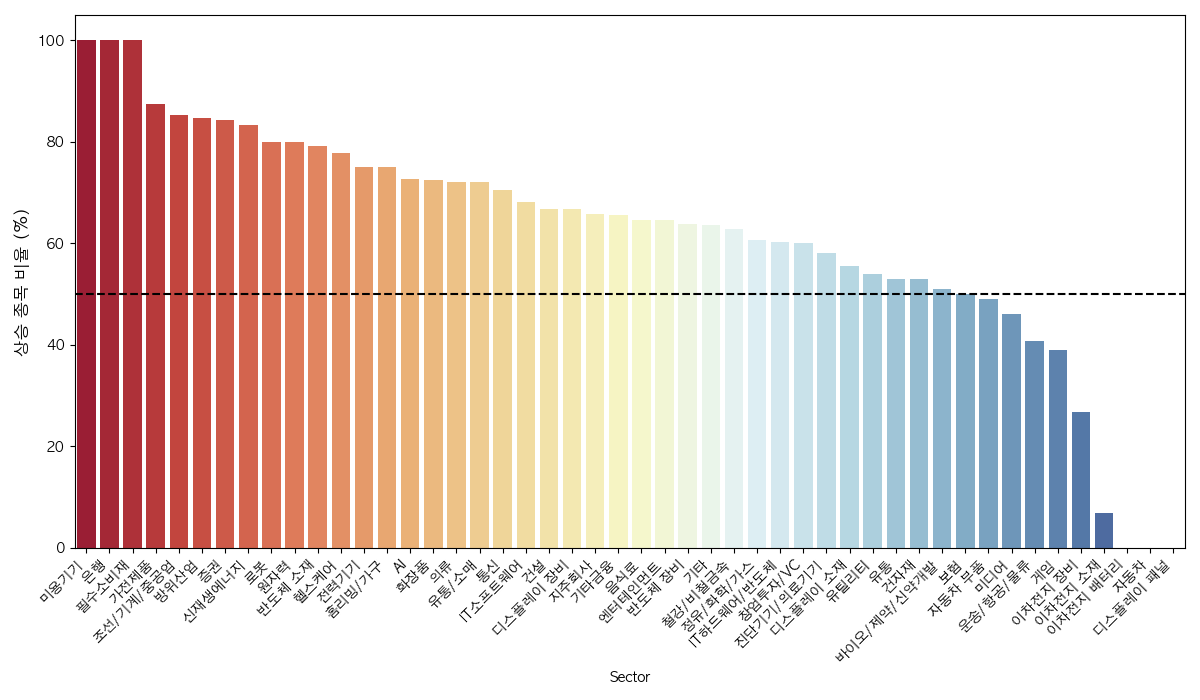 상승 종목 비율 (%)
100
80
60
40
20
0
미용기기
은행
필수소비재
가전제품
조선/기계/중공업
방위산업
증권
신재생에너지
로봇
원자력
반도체 소재
헬스케어
전력기기
홈리빙/가구
AI
화장품
의류
유통/소매
통신
IT소프트웨어
건설
디스플레이 장비
지주회사
기타금융
음식료
엔터테인먼트
반도체 장비
기타
철강/비철금속
정유/화학/가스
IT하드웨어/반도체
창업투자/VC
진단기기/의료기기
디스플레이 소재
유틸리티
유통
건자재
바이오/제약/신약개발
보험
자동차 부품
미디어
운송/항공/물류
게임
이차전지 장비
이차전지 소재
이차전지 배터리
자동차
디스플레이 패널
Sector